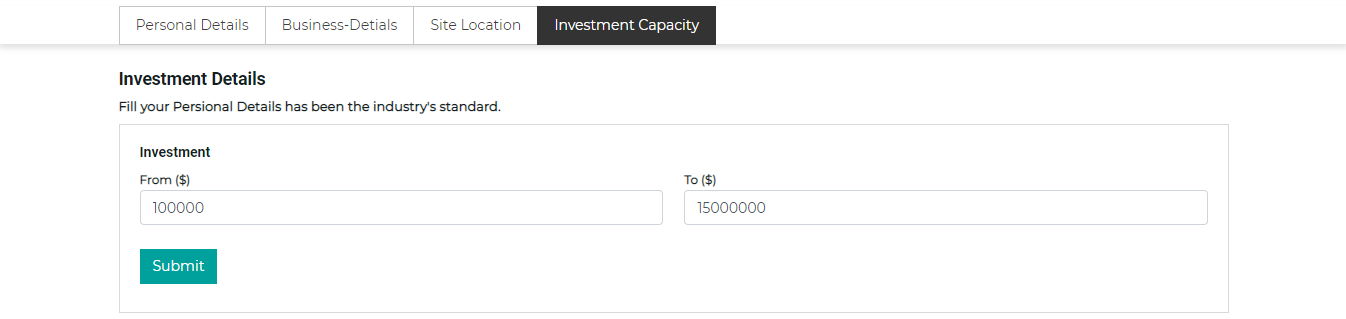 Personal Details Business-Detials Site Location Investment Capacity
Investment Details
Fill your Persional Details has been the industry's standard.
Investment
From ($) To ($)
100000 15000000
Submit